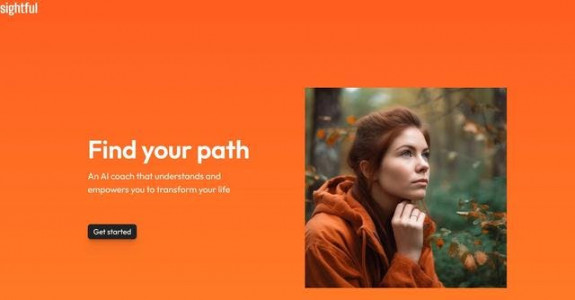 sightful
Find your path
An AI coach that understands and
empowers you to transform your life
Get started